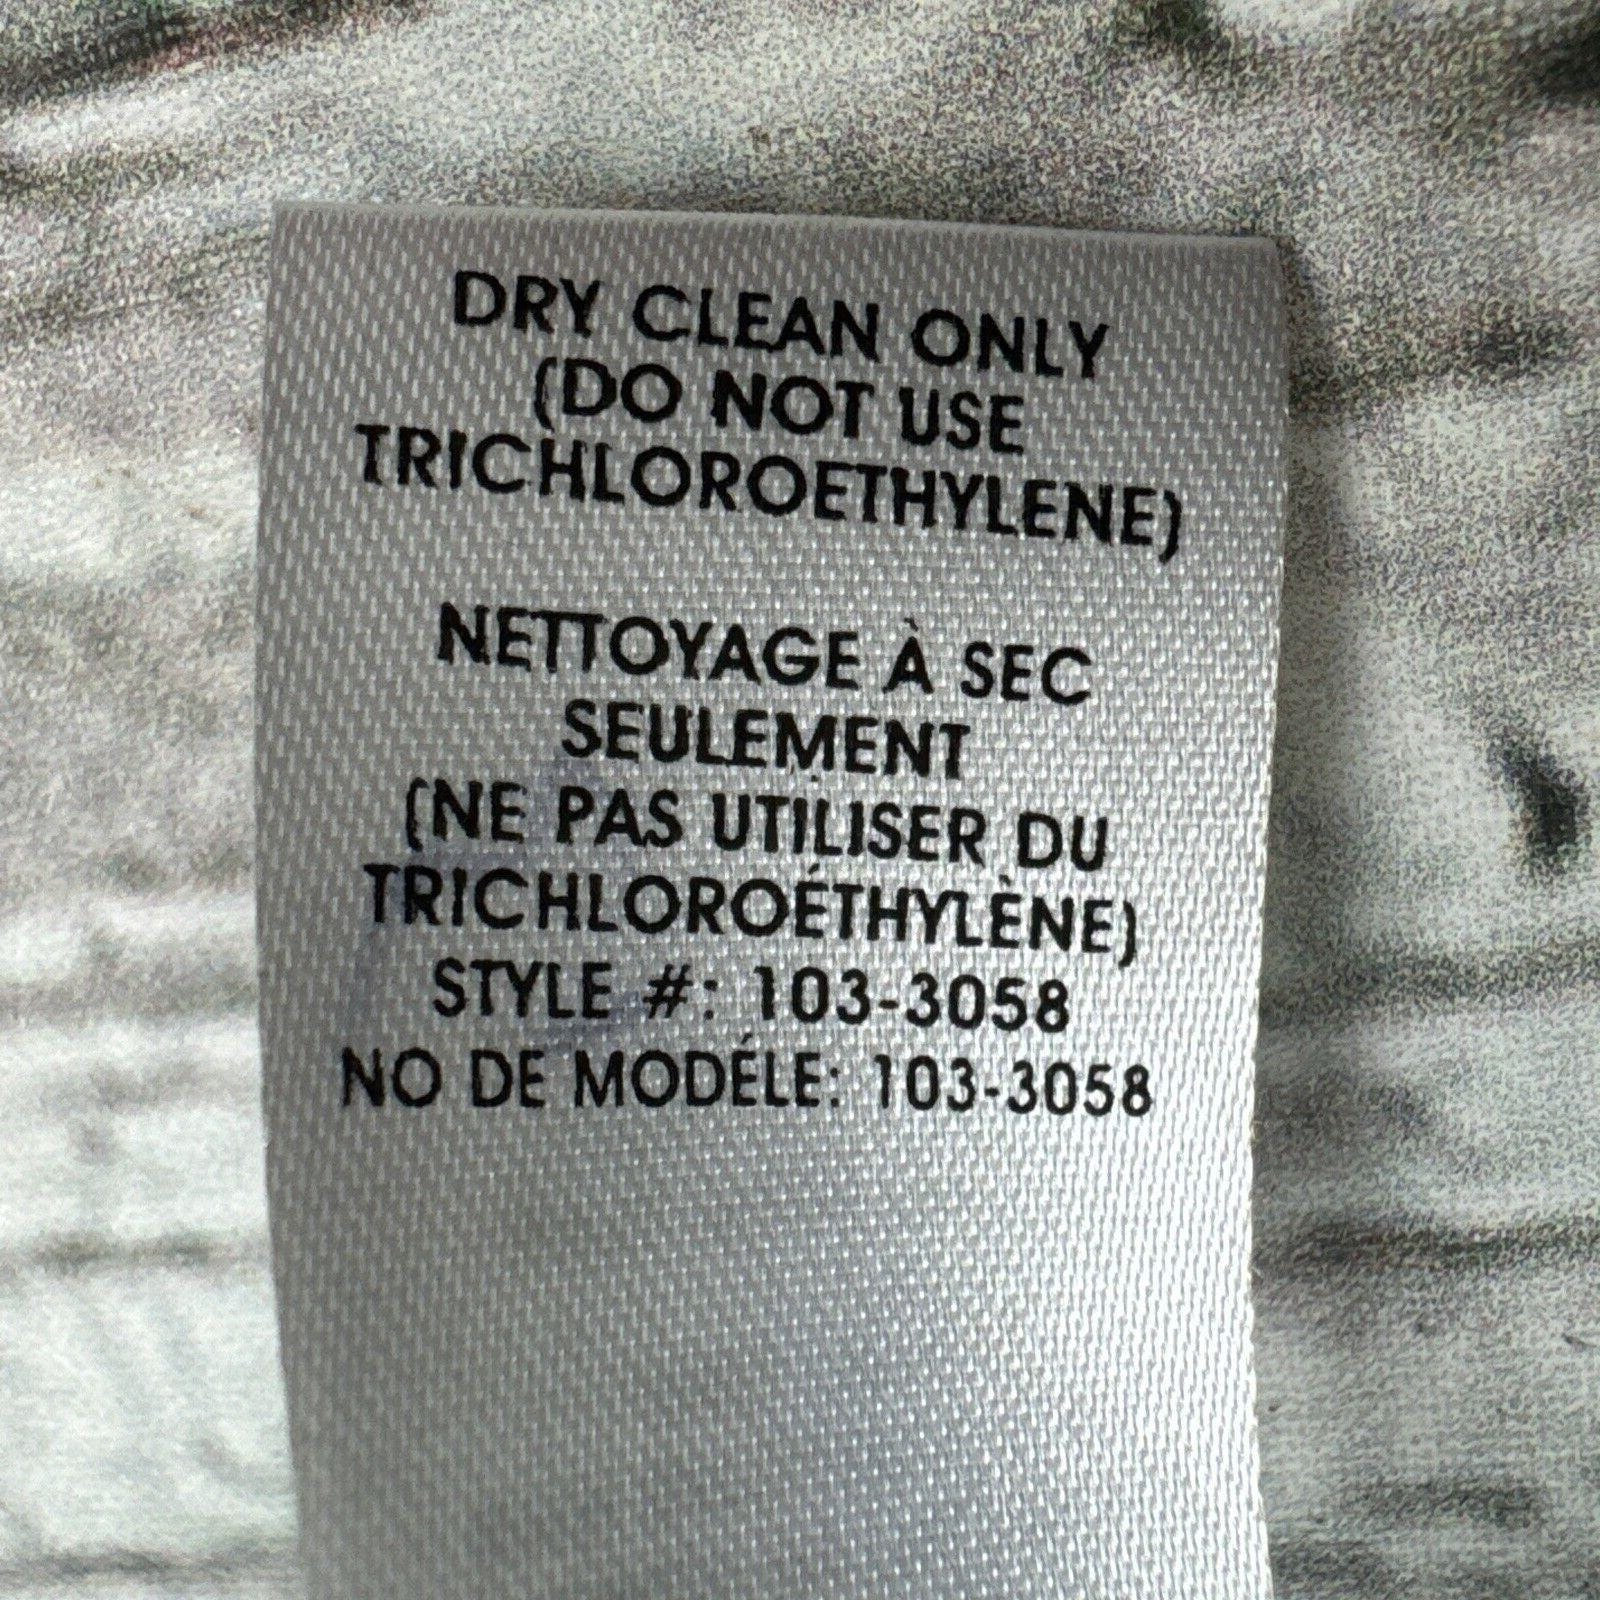 DRY CLEAN ONLY
(DO NOT USE
TRICHLOROETHYLENE)
NETTOYAGE À SEC
SEULEMENT
(NE PAS UTILISER DU
TRICHLOROÉTHYLÈNE)
STYLE #: 103-3058
NO DE MODÉLE: 103-3058